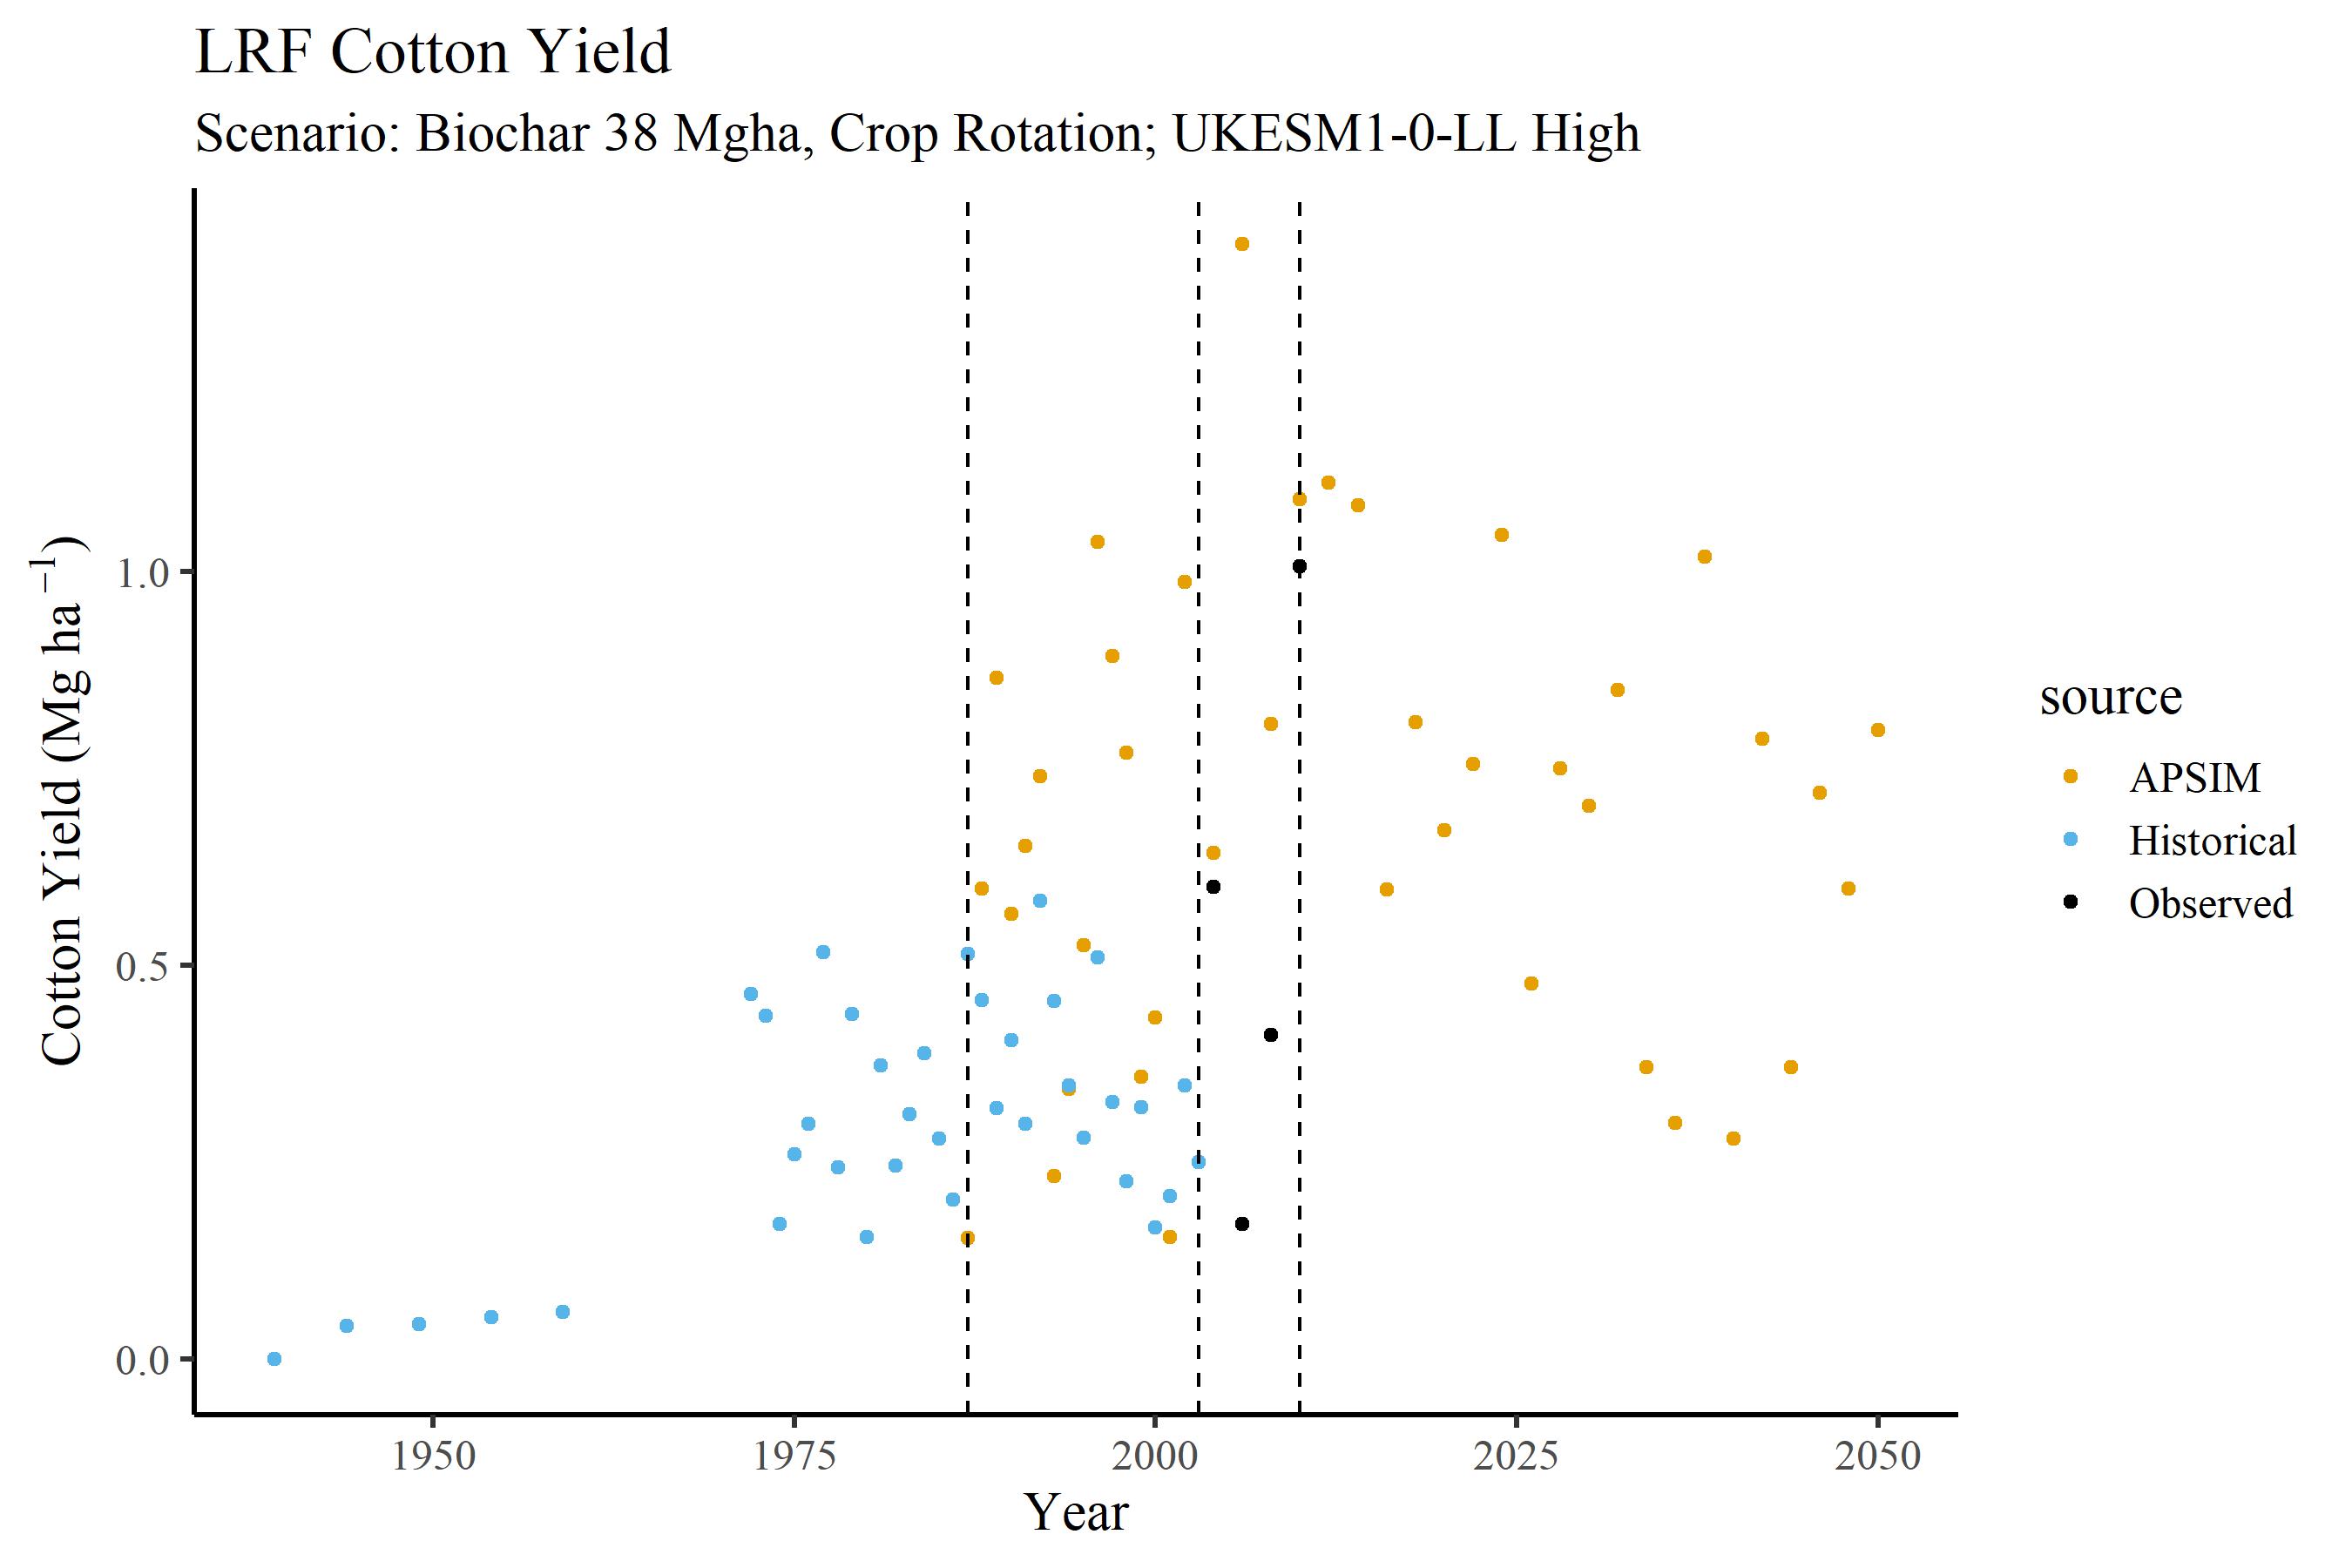 LRF Cotton Yield
Scenario: Biochar 38 Mgha, Crop Rotation; UKESM1-0-LL High
Cotton Yield (Mg ha −1)
1.0
0.5
0.0
1950
1975
2000
2025
2050
Year
source
APSIM
Historical
Observed